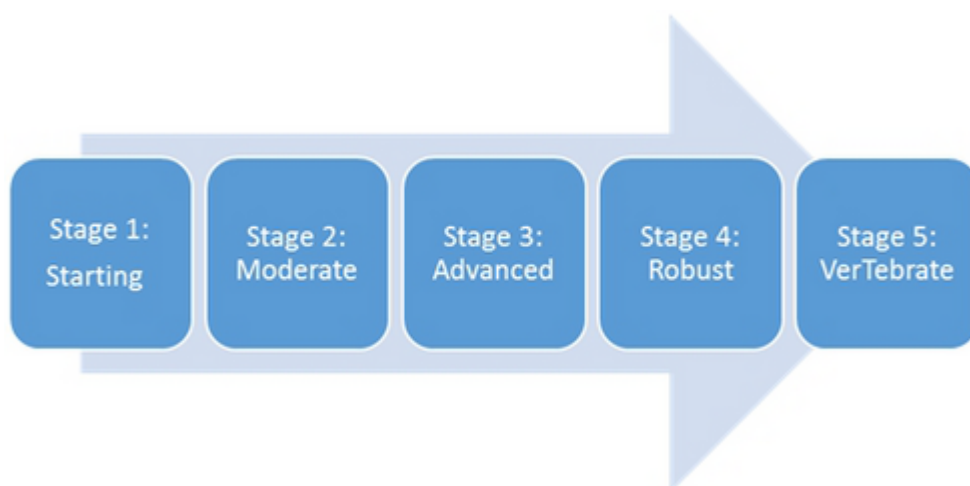 Stage 1:
Starting
Stage 2:
Moderate
Stage 3:
Advanced
Stage 4:
Robust
Stage 5:
VerTebrate